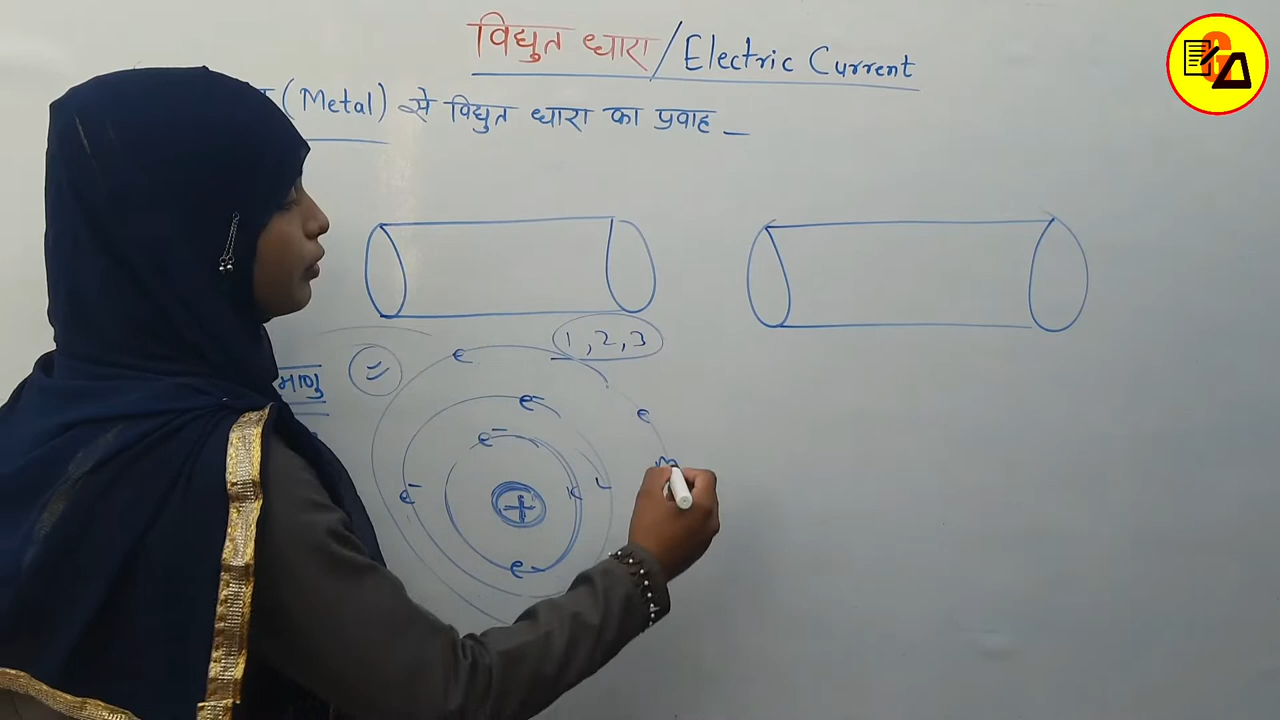 विद्युत धारा/Electric Current
(Metal) से विद्युत धारा का प्रवाह _
1,2,3
माणु =
e
e-
e
e-
e-
+
e-